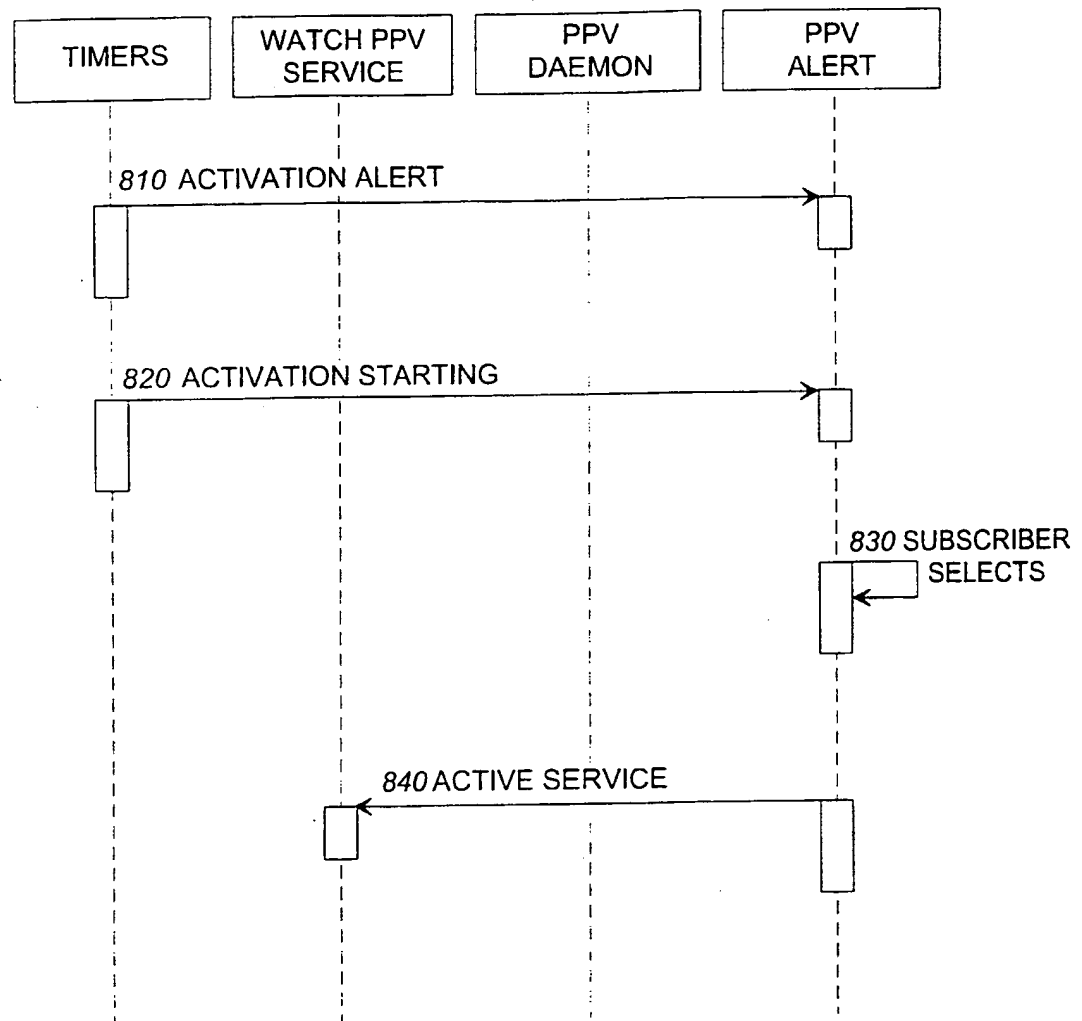 TIMERS
WATCH PPV
SERVICE
PPV
DAEMON
PPV
ALERT
810 ACTIVATION ALERT
820 ACTIVATION STARTING
830 SUBSCRIBER
SELECTS
840 ACTIVE SERVICE